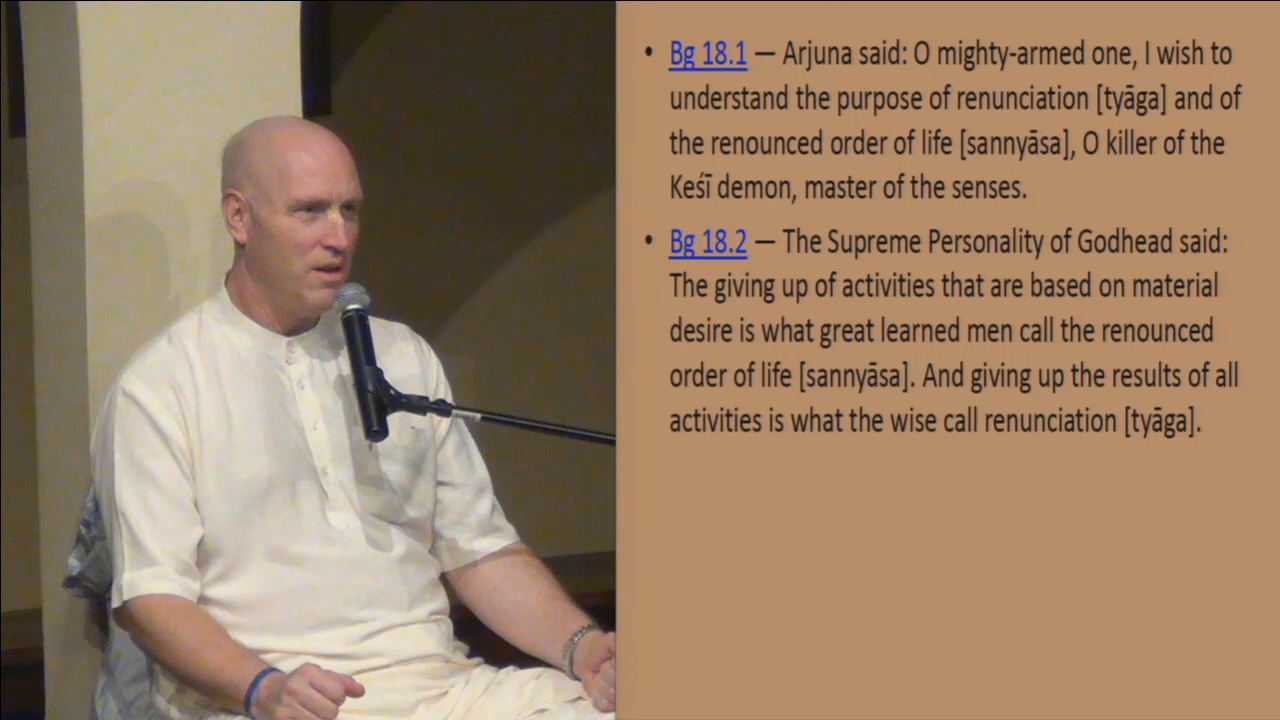 • Bg 18.1 — Arjuna said: O mighty-armed one, I wish to
understand the purpose of renunciation [tyāga] and of
the renounced order of life [sannyāsa], O killer of the
Keśī demon, master of the senses.
• Bg 18.2 — The Supreme Personality of Godhead said:
The giving up of activities that are based on material
desire is what great learned men call the renounced
order of life [sannyāsa]. And giving up the results of all
activities is what the wise call renunciation [tyāga].